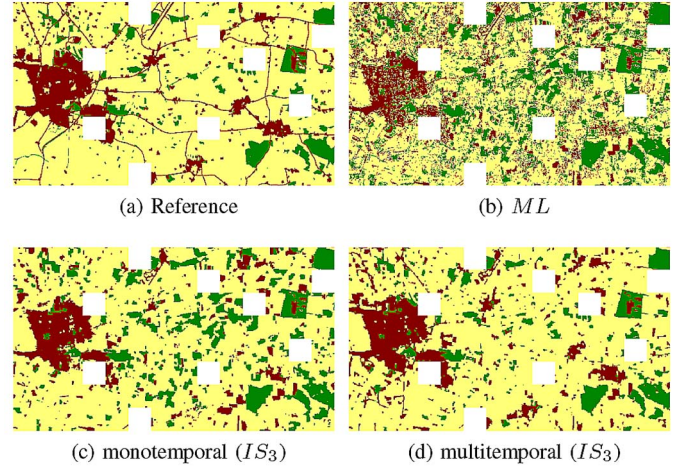 (a) Reference
(b) ML
(c) monotemporal (IS₃)
(d) multitemporal (IS₃)